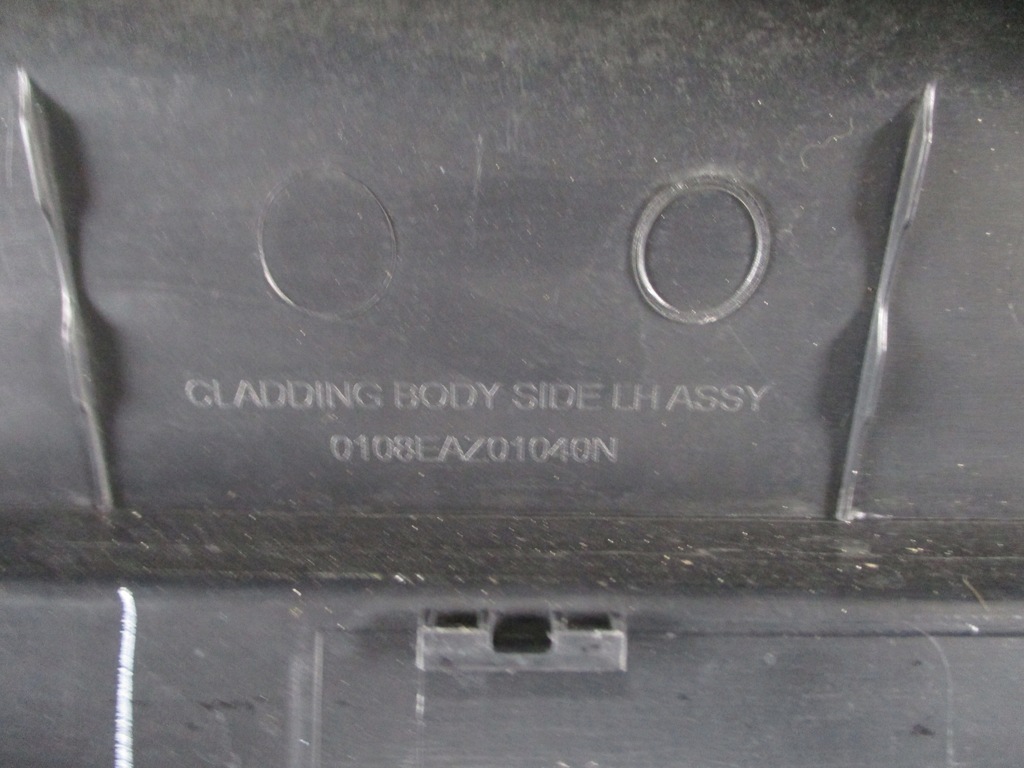 CLADDING BODY SIDE LH ASSY
0108EAZ01040N